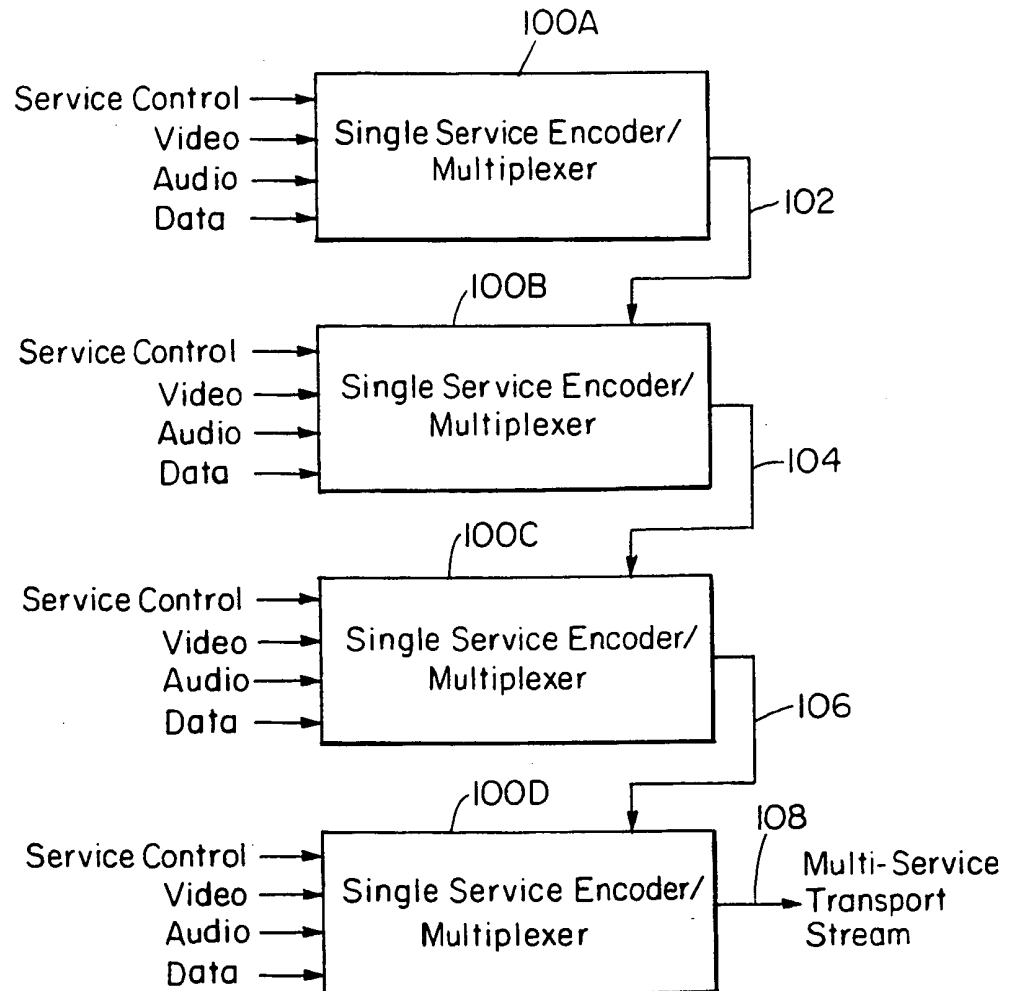 100A
Service Control
Video
Audio
Data
Single Service Encoder/
Multiplexer
102
100B
Service Control
Video
Audio
Data
Single Service Encoder/
Multiplexer
104
100C
Service Control
Video
Audio
Data
Single Service Encoder/
Multiplexer
106
100D
Service Control
Video
Audio
Data
Single Service Encoder/
Multiplexer
108
Multi-Service
Transport
Stream